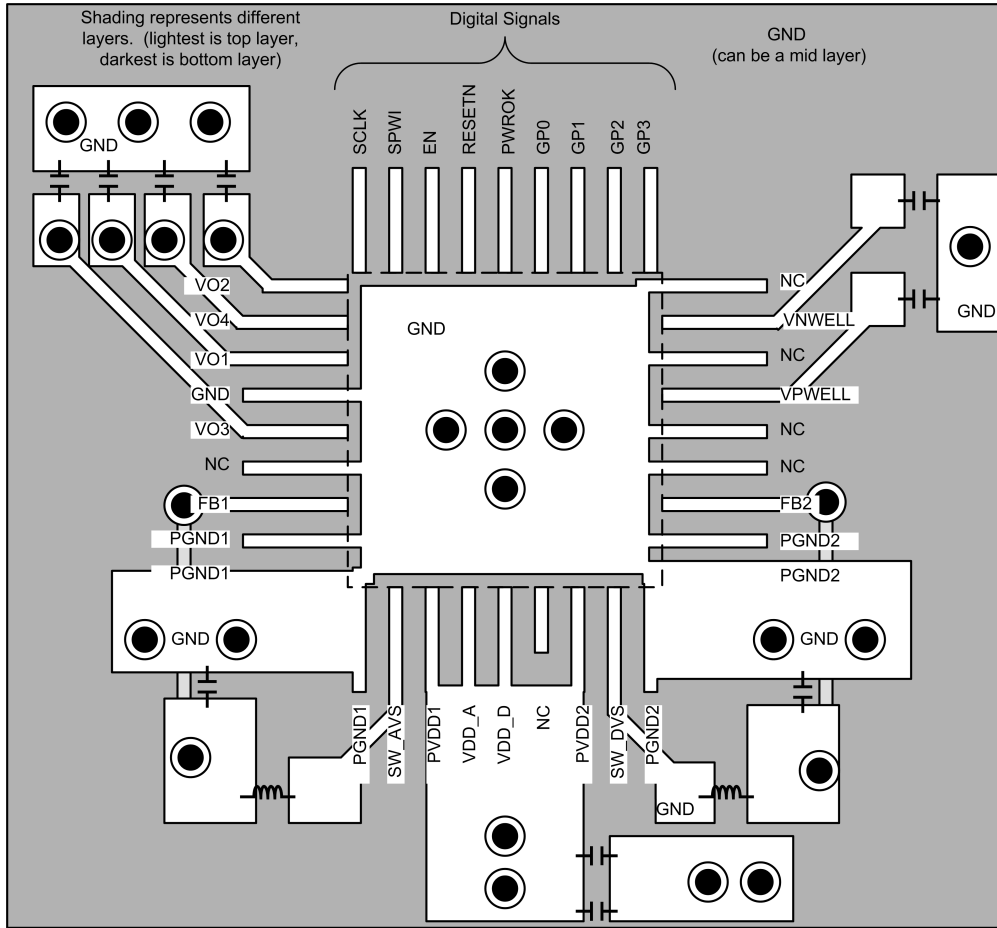 Shading represents different
layers.  (lightest is top layer,
darkest is bottom layer)
Digital Signals
GND
(can be a mid layer)
SCLK
SPWI
EN
RESETN
PWROK
GP0
GP1
GP2
GP3
GND
VO2
VO4
VO1
GND
VO3
NC
FB1
PGND1
PGND1
GND
GND
NC
VNWELL
NC
VPWELL
NC
NC
FB2
PGND2
PGND2
GND
GND
PGND1
SW_AVS
PVDD1
VDD_A
VDD_D
NC
PVDD2
SW_DVS
PGND2
GND